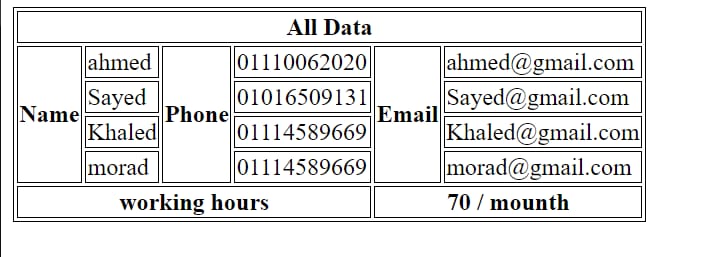 All Data
Name ahmed Phone 01110062020 Email ahmed@gmail.com
Sayed 01016509131 Sayed@gmail.com
Khaled 01114589669 Khaled@gmail.com
morad 01114589669 morad@gmail.com
working hours 70 / mounth